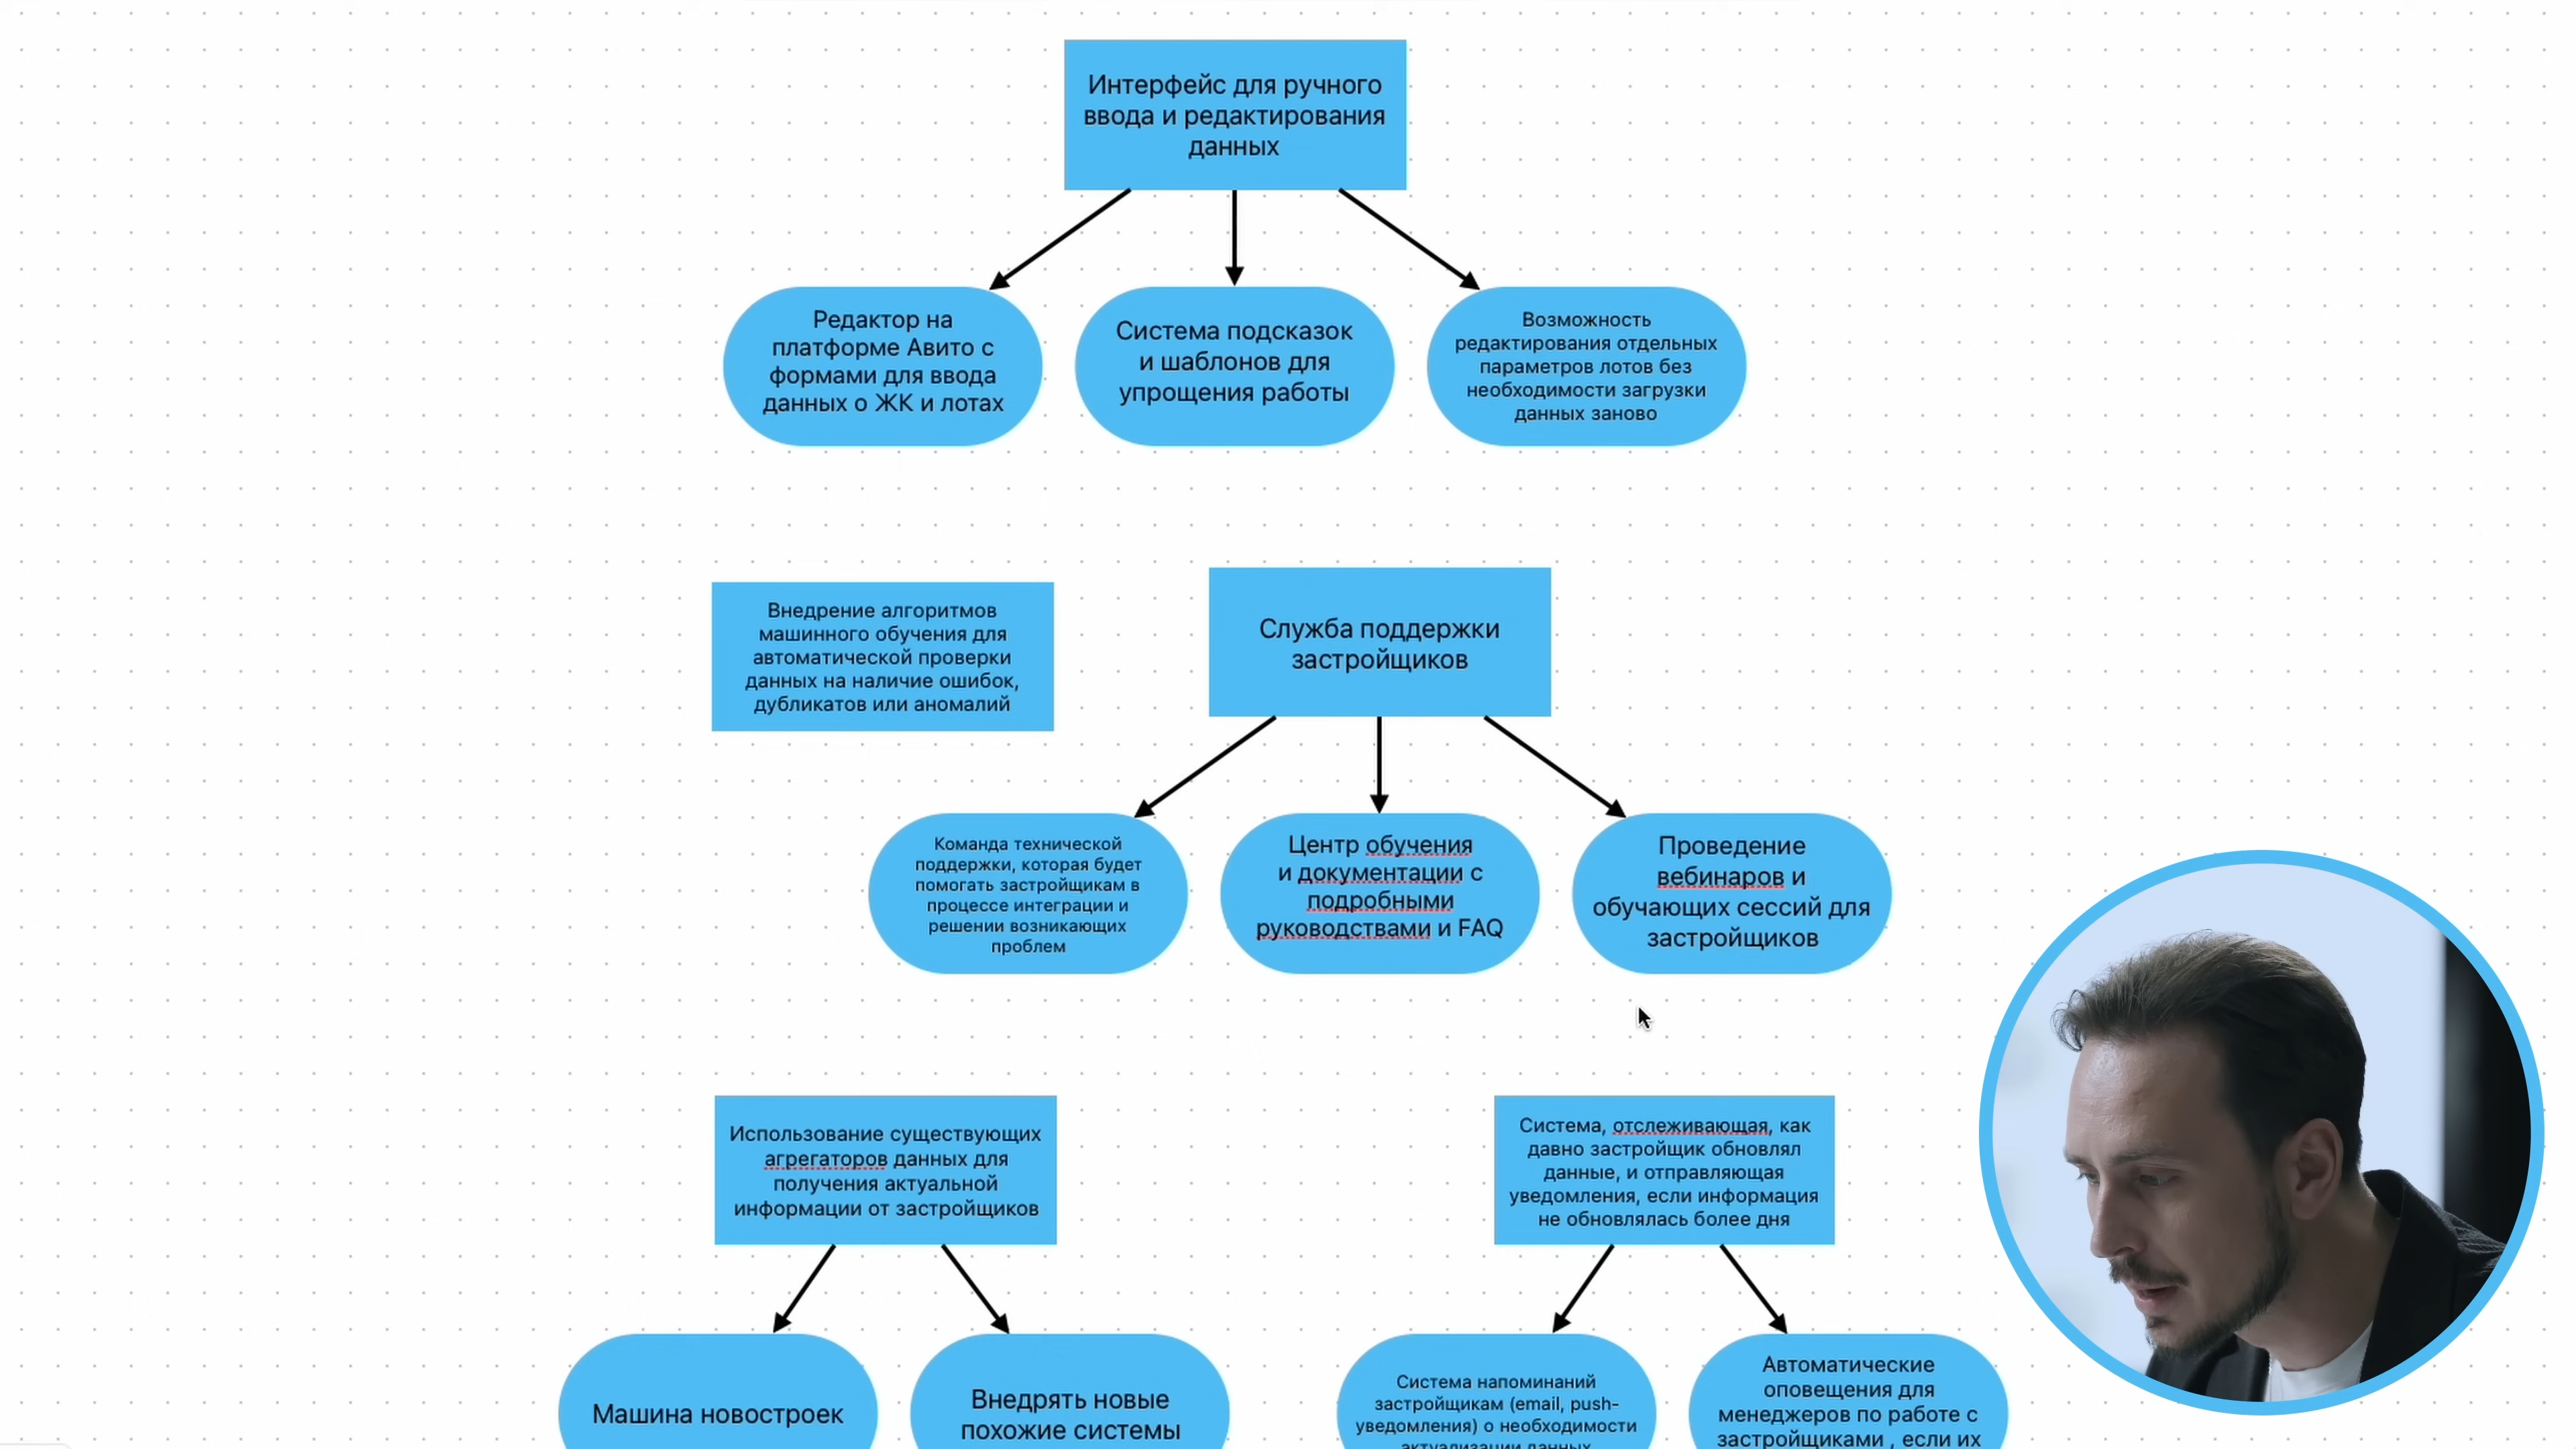 Интерфейс для ручного
ввода и редактирования
данных
Редактор на
платформе Авито с
формами для ввода
данных о ЖК и лотах
Система подсказок
и шаблонов для
упрощения работы
Возможность
редактирования отдельных
параметров лотов без
необходимости загрузки
данных заново
Внедрение алгоритмов
машинного обучения для
автоматической проверки
данных на наличие ошибок,
дубликатов или аномалий
Служба поддержки
застройщиков
Команда технической
поддержки, которая будет
помогать застройщикам в
процессе интеграции и
решении возникающих
проблем
Центр обучения
и документации с
подробными
руководствами и FAQ
Проведение
вебинаров и
обучающих сессий для
застройщиков
Использование существующих
агрегаторов данных для
получения актуальной
информации от застройщиков
Система, отслеживающая, как
давно застройщик обновлял
данные, и отправляющая
уведомления, если информация
не обновлялась более дня
Машина новостроек
Внедрять новые
похожие системы
Система напоминаний
застройщикам (email, push-
уведомления) о необходимости
актуализации данных
Автоматические
оповещения для
менеджеров по работе с
застройщиками , если их